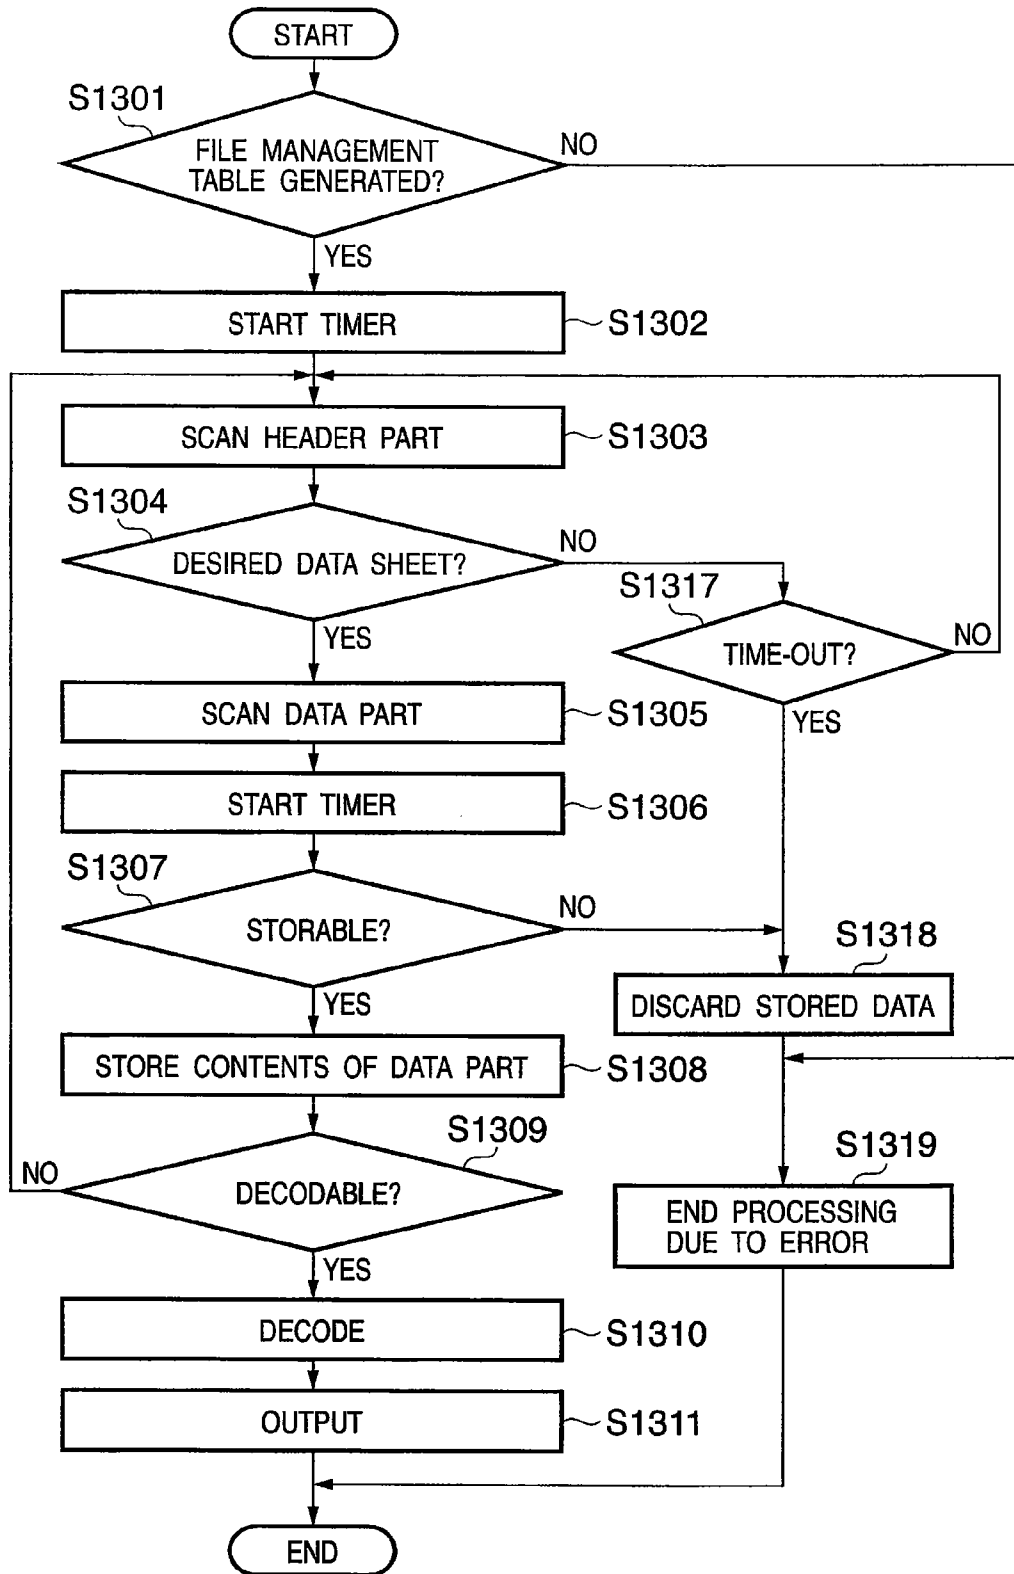 START
S1301
FILE MANAGEMENT
TABLE GENERATED?
NO
YES
START TIMER
S1302
SCAN HEADER PART
S1303
S1304
DESIRED DATA SHEET?
NO
S1317
TIME-OUT?
NO
YES
YES
SCAN DATA PART
S1305
START TIMER
S1306
S1307
STORABLE?
NO
YES
S1318
DISCARD STORED DATA
STORE CONTENTS OF DATA PART
S1308
S1309
DECODABLE?
NO
YES
S1319
END PROCESSING
DUE TO ERROR
DECODE
S1310
OUTPUT
S1311
END